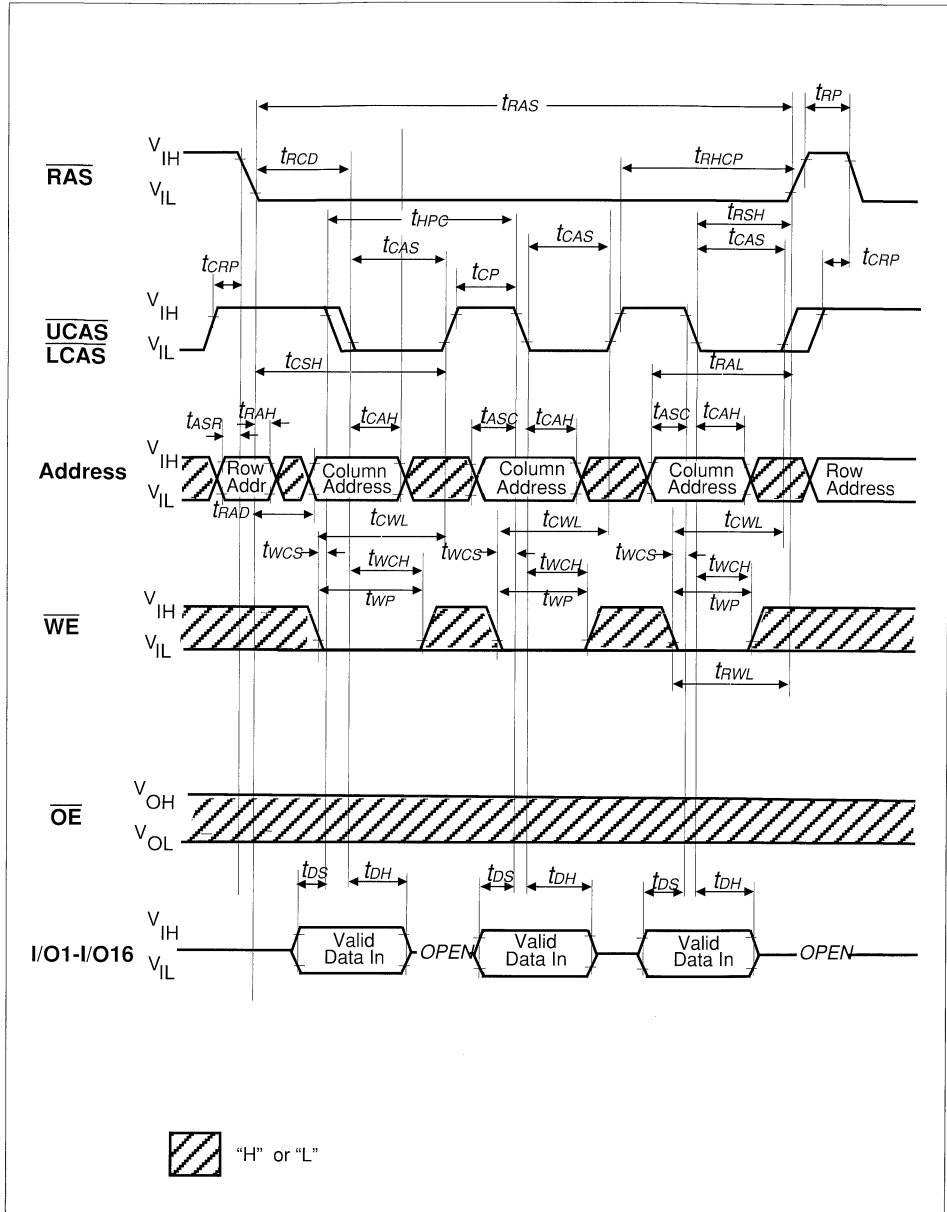 tRAS
tRP
RAS
VIH
VIL
tRCD
tRHCP
tHPC
tRSH
tCAS
tCAS
tCAS
tCRP
tCP
tCRP
UCAS
LCAS
VIH
VIL
tCSH
tRAL
tASR
tRAH
tCAH
tASC
tCAH
tASC
tCAH
Address
VIH
VIL
Row
Addr.
Column
Address
Column
Address
Column
Address
Row
Address
tRAD
tCWL
tCWL
tCWL
tWCS
tWCH
tWCS
tWCH
tWCS
tWCH
tWP
tWP
tWP
WE
VIH
VIL
tRWL
OE
VOH
VOL
tDS
tDH
tDS
tDH
tDS
tDH
I/O1-I/O16
VIH
VIL
Valid
Data In
OPEN
Valid
Data In
Valid
Data In
OPEN
“H” or “L”